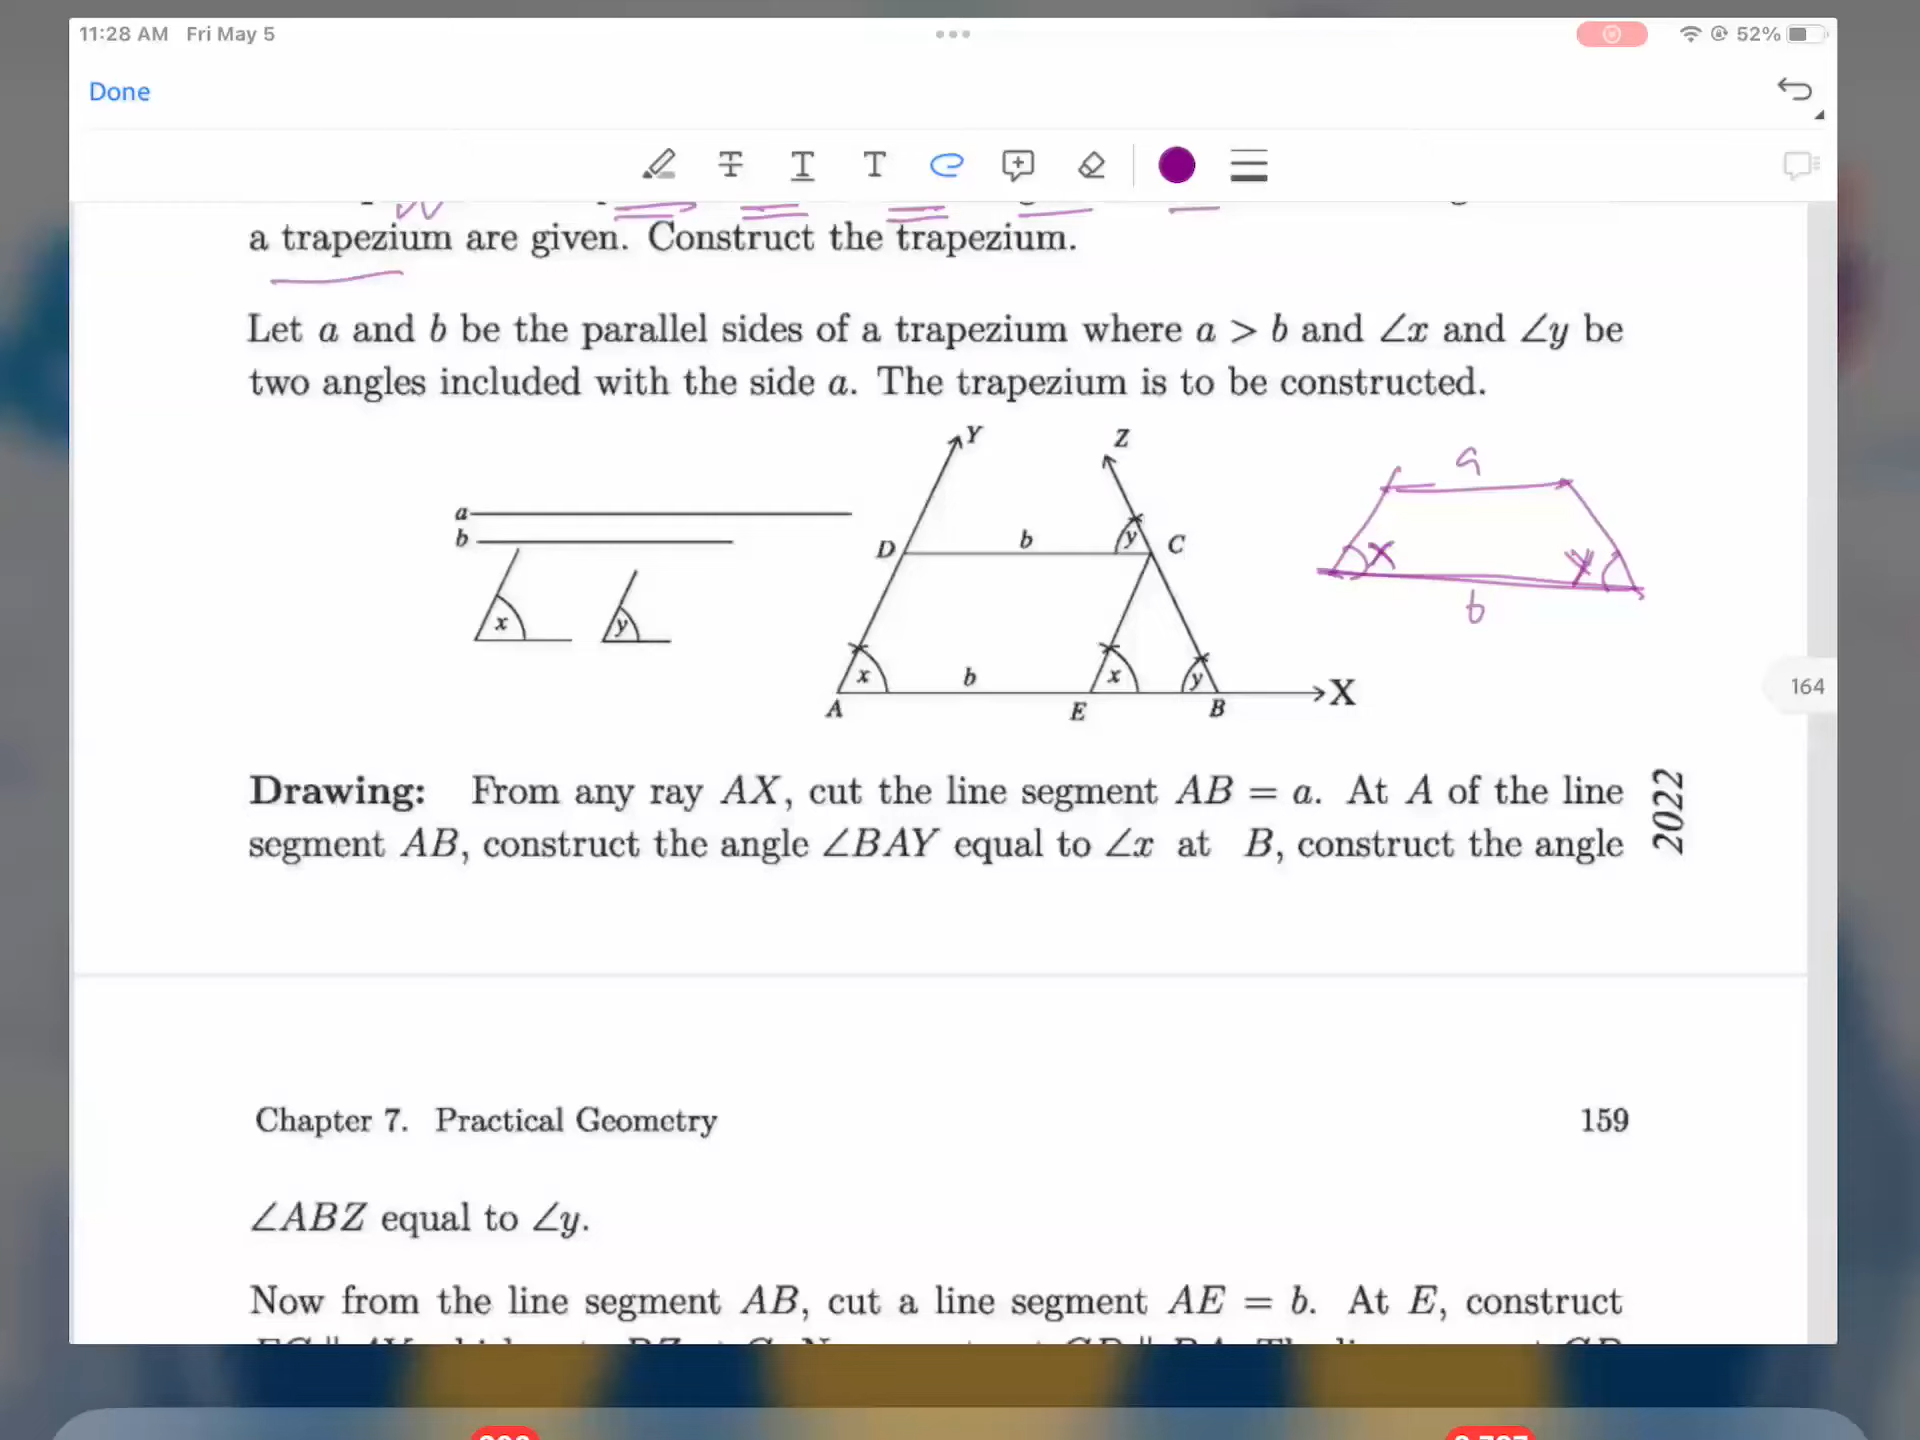 11:28 AM Fri May 5
52%
Done
a trapezium are given. Construct the trapezium.
Let a and b be the parallel sides of a trapezium where a > b and ∠x and ∠y be
two angles included with the side a. The trapezium is to be constructed.
Y
Z
a
a
b
D
b
y
C
x
y
b
x
y
x
b
x
y
X
A
E
B
164
Drawing: From any ray AX, cut the line segment AB = a. At A of the line
segment AB, construct the angle ∠BAY equal to ∠x at B, construct the angle
2022
Chapter 7. Practical Geometry
159
∠ABZ equal to ∠y.
Now from the line segment AB, cut a line segment AE = b. At E, construct